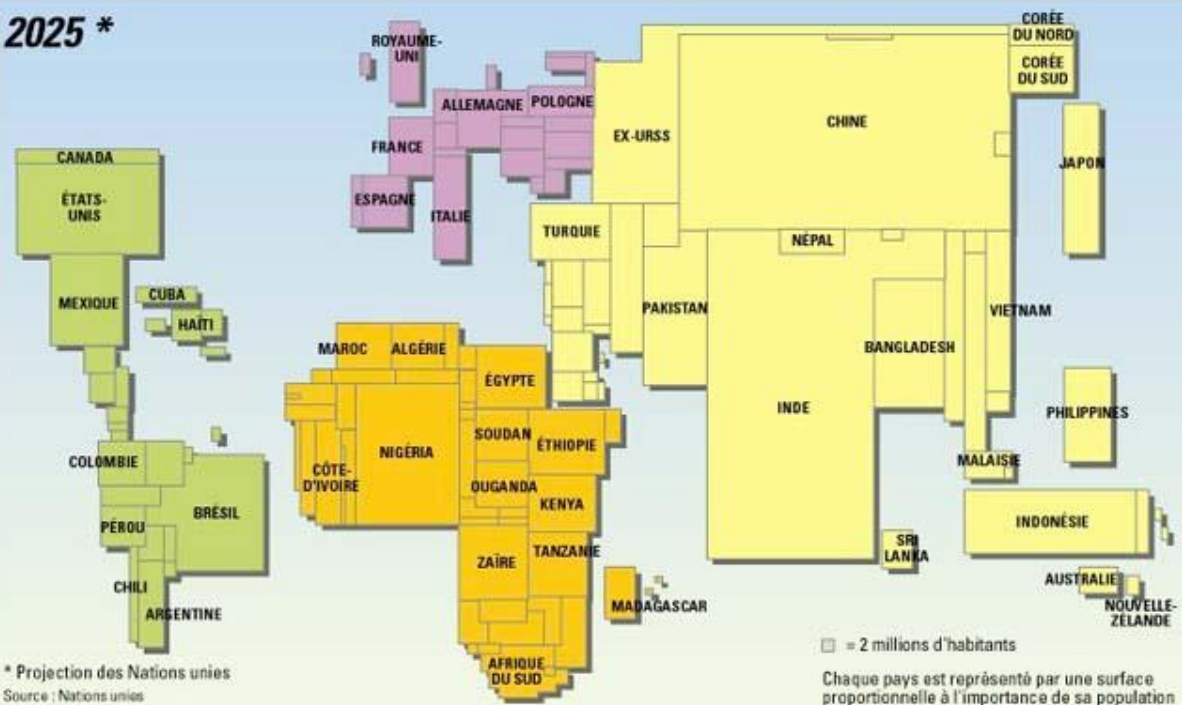 2025 *
ROYAUME-
UNI
ALLEMAGNE
POLOGNE
FRANCE
ESPAGNE
ITALIE
CORÉE
DU NORD
CORÉE
DU SUD
EX-URSS
CHINE
JAPON
CANADA
ÉTATS-
UNIS
MEXIQUE
CUBA
HAÏTI
TURQUIE
NÉPAL
PAKISTAN
VIETNAM
BANGLADESH
INDE
PHILIPPINES
MALAISIE
INDONÉSIE
SRI
LANKA
AUSTRALIE
NOUVELLE-
ZÉLANDE
MAROC
ALGÉRIE
ÉGYPTE
SOUDAN
ÉTHIOPIE
NIGÉRIA
CÔTE-
D'IVOIRE
OUGANDA
KENYA
ZAÏRE
TANZANIE
MADAGASCAR
AFRIQUE
DU SUD
COLOMBIE
PÉROU
BRÉSIL
CHILI
ARGENTINE
* Projection des Nations unies
Source : Nations unies
= 2 millions d'habitants
Chaque pays est représenté par une surface
proportionnelle à l'importance de sa population